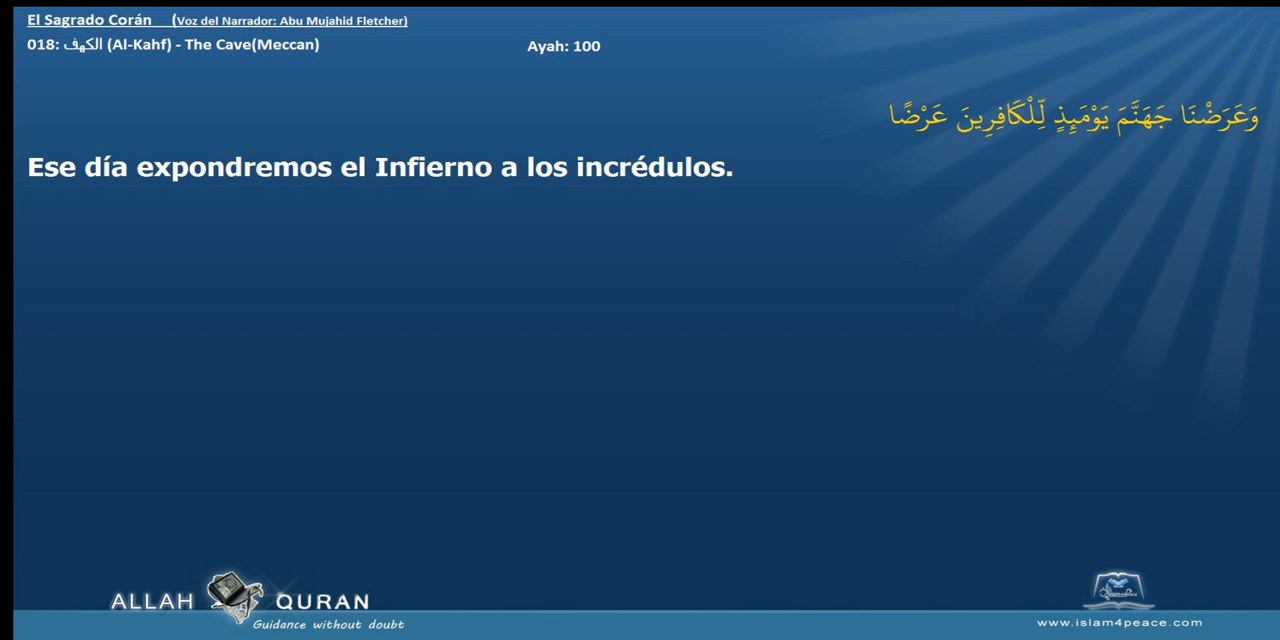 El Sagrado Corán (Voz del Narrador: Abu Mujahid Fletcher)
018: الكهف (Al-Kahf) - The Cave(Meccan)
Ayah: 100
وَعَرَضْنَا جَهَنَّمَ يَوْمَئِذٍ لِّلْكَافِرِينَ عَرْضًا
Ese día expondremos el Infierno a los incrédulos.
ALLAH QURAN
Guidance without doubt
www.islam4peace.com